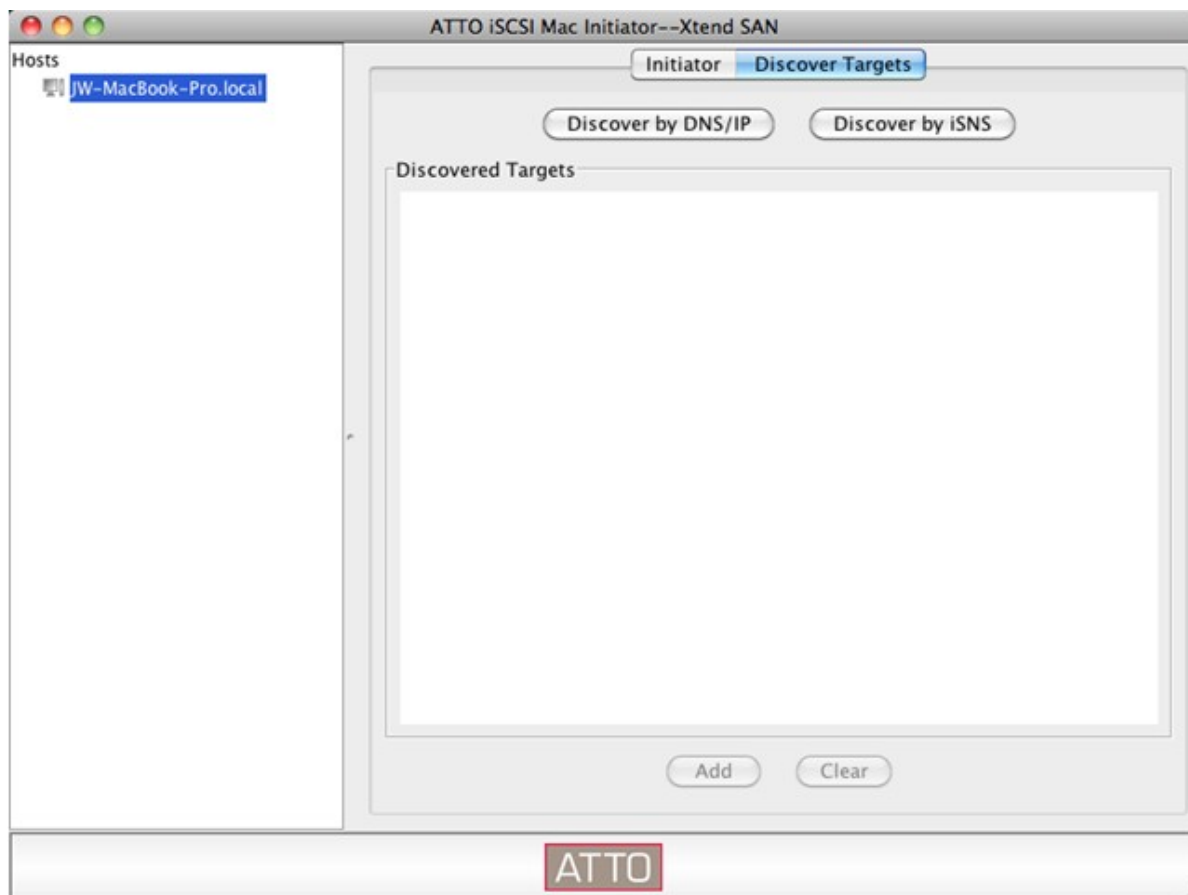 ATTO iSCSI Mac Initiator--Xtend SAN
Hosts
JW-MacBook-Pro.local
Initiator Discover Targets
Discover by DNS/IP Discover by iSNS
Discovered Targets
Add Clear
ATTO